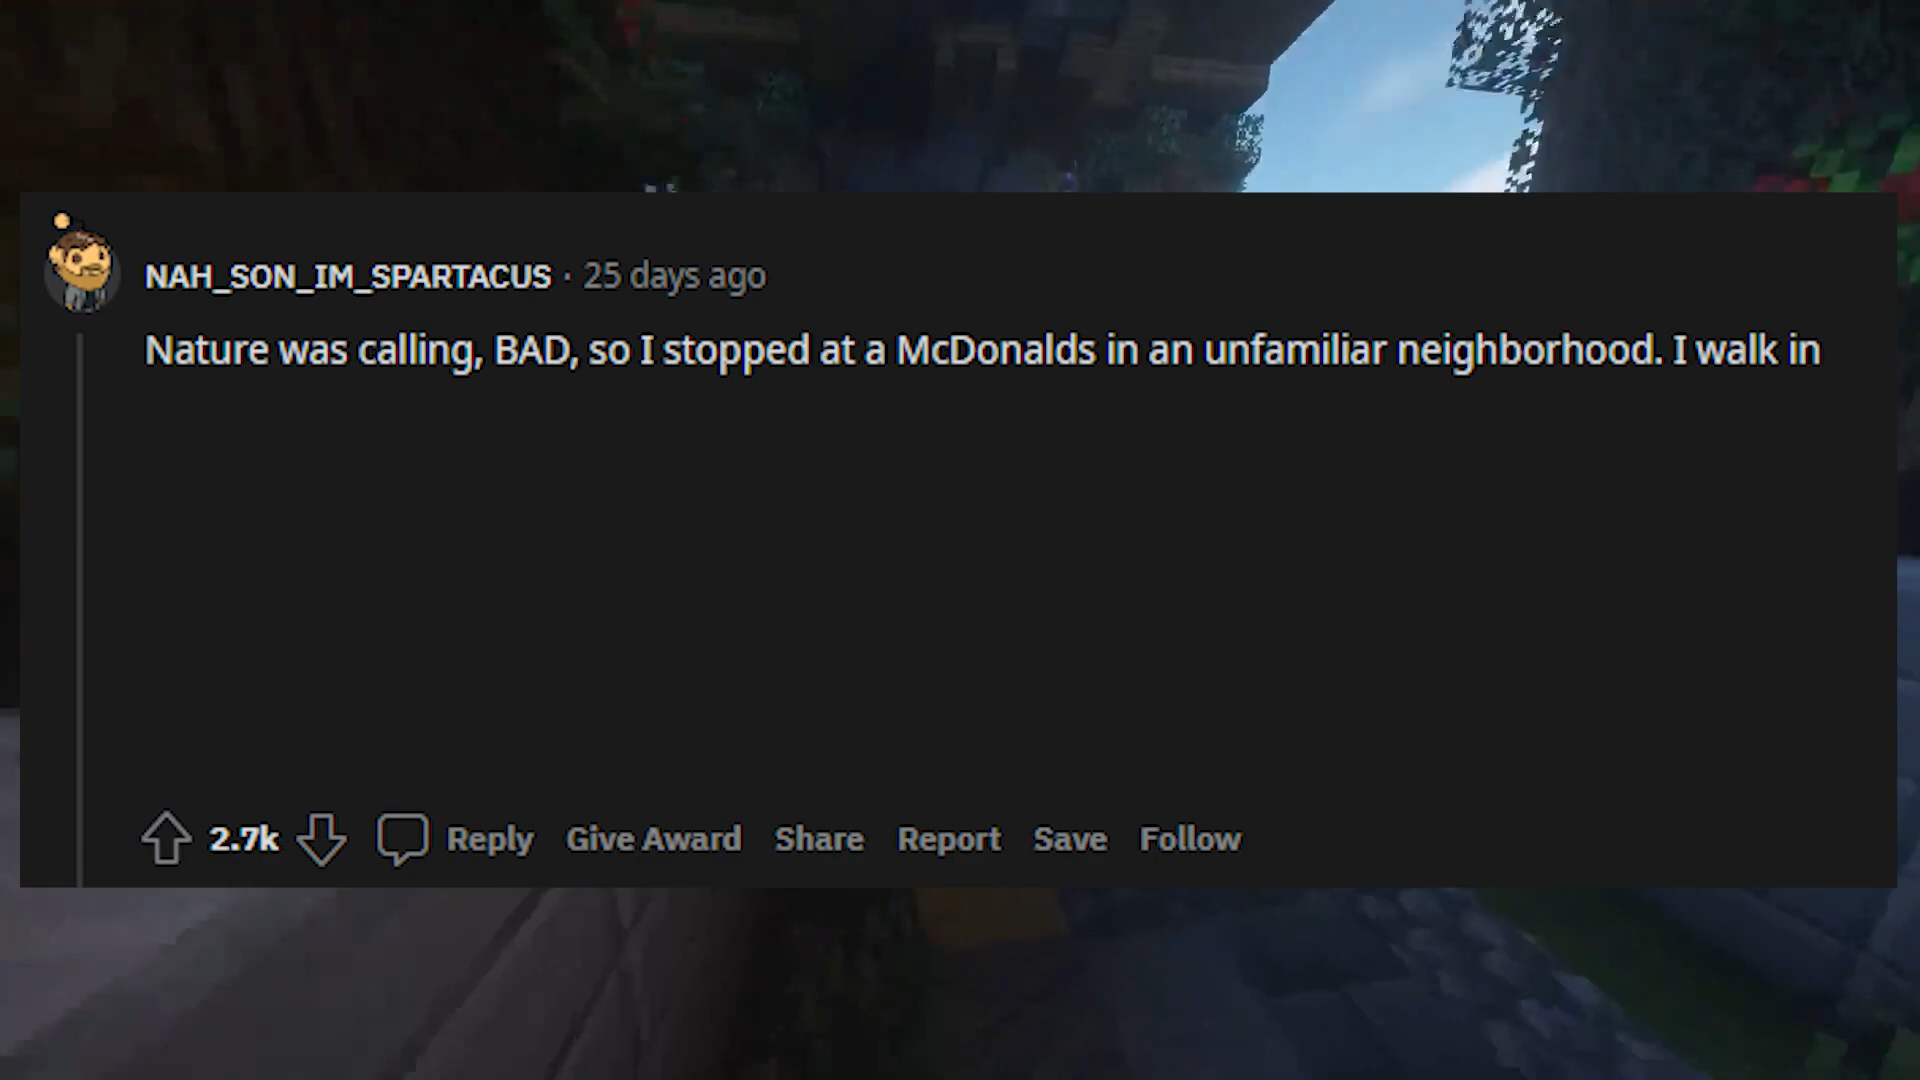 NAH_SON_IM_SPARTACUS · 25 days ago
Nature was calling, BAD, so I stopped at a McDonalds in an unfamiliar neighborhood. I walk in
2.7k Reply Give Award Share Report Save Follow